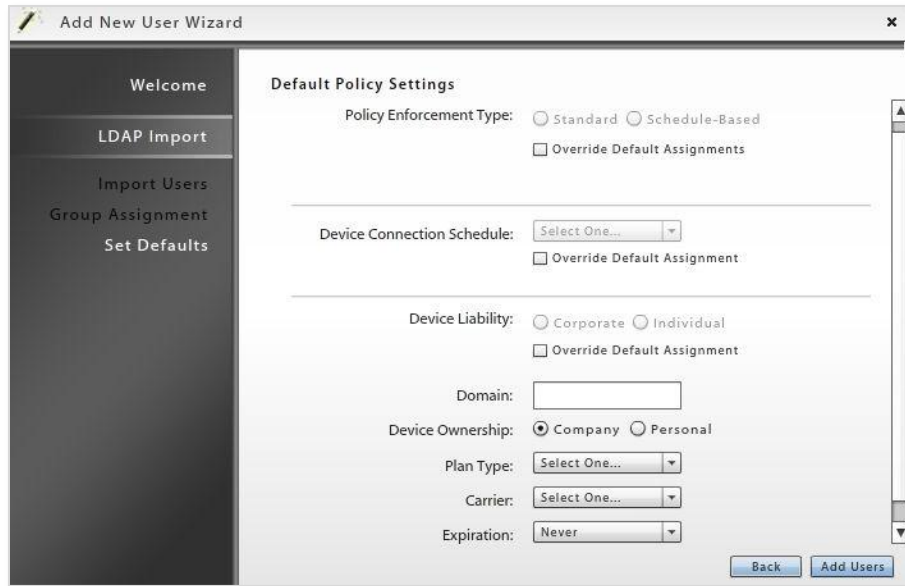 Add New User Wizard
Welcome
LDAP Import
Import Users
Group Assignment
Set Defaults
Default Policy Settings
Policy Enforcement Type: Standard Schedule-Based
Override Default Assignments
Device Connection Schedule: Select One...
Override Default Assignment
Device Liability: Corporate Individual
Override Default Assignment
Domain:
Device Ownership: Company Personal
Plan Type: Select One...
Carrier: Select One...
Expiration: Never
Back Add Users